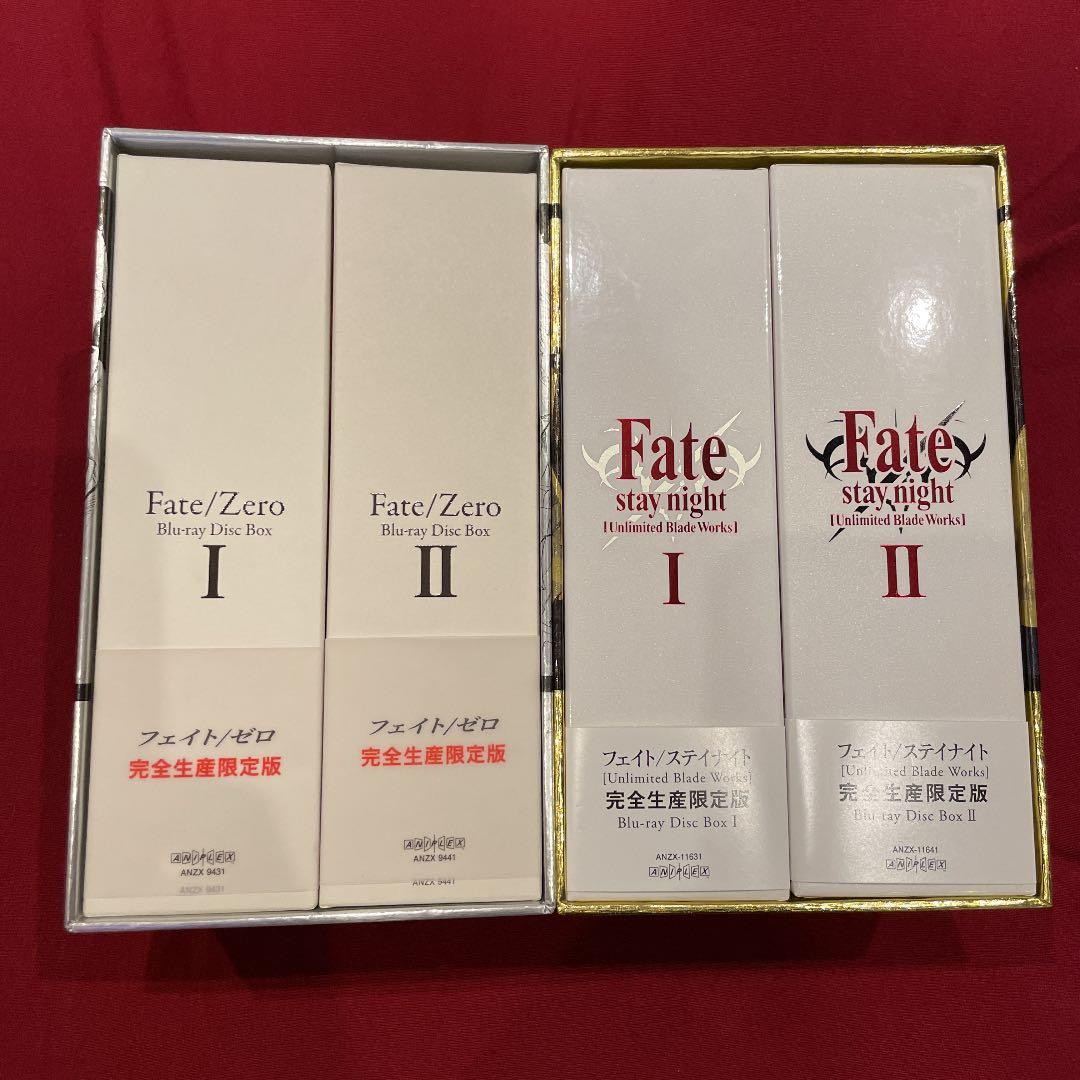 Fate/Zero
Blu-ray Disc Box
I
フェイト/ゼロ
完全生産限定版
ANIPLEX
ANZX 9431
ANZX 9431
Fate/Zero
Blu-ray Disc Box
II
フェイト/ゼロ
完全生産限定版
ANIPLEX
ANZX 9441
ANZX 9441
Fate
stay night
[Unlimited Blade Works]
I
フェイト/ステイナイト
[Unlimited Blade Works]
完全生産限定版
Blu-ray Disc Box I
ANZX-11631
ANIPLEX
Fate
stay night
[Unlimited Blade Works]
II
フェイト/ステイナイト
[Unlimited Blade Works]
完全生産限定版
Blu-ray Disc Box II
ANZX-11641
ANIPLEX